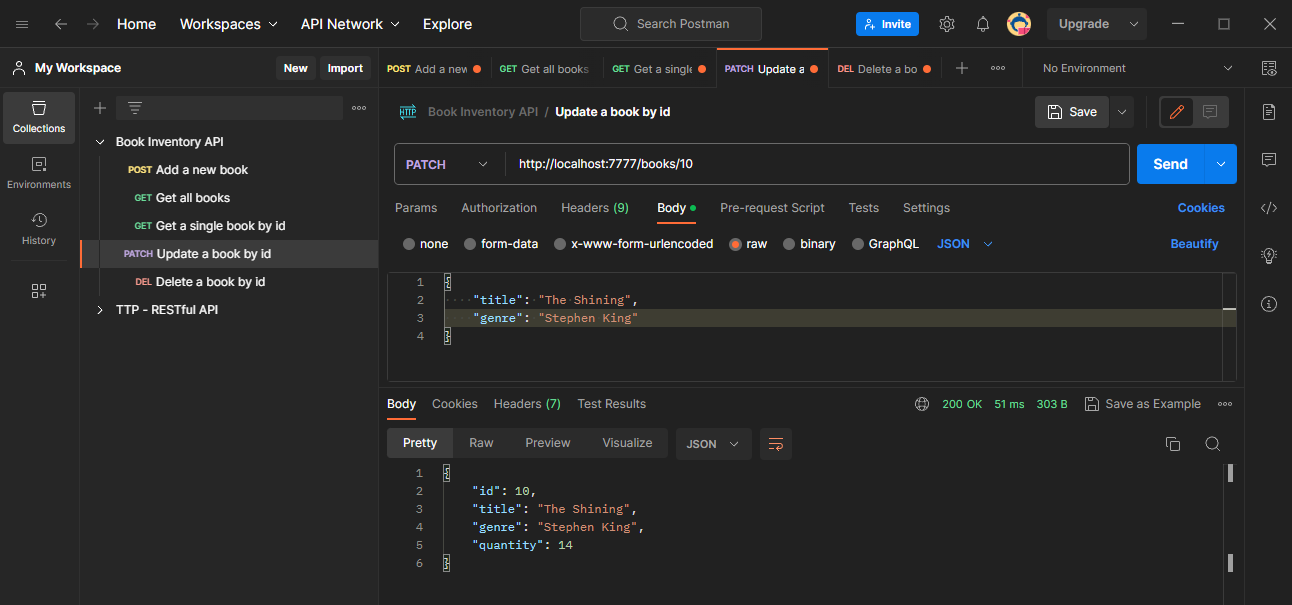 Home Workspaces API Network Explore Search Postman Invite Upgrade
My Workspace New Import
POST Add a new GET Get all books GET Get a single PATCH Update a DEL Delete a bo No Environment
Collections
Environments
History
Book Inventory API
POST Add a new book
GET Get all books
GET Get a single book by id
PATCH Update a book by id
DEL Delete a book by id
TTP - RESTful API
HTTP Book Inventory API / Update a book by id Save
PATCH http://localhost:7777/books/10 Send
Params Authorization Headers (9) Body Pre-request Script Tests Settings Cookies
none form-data x-www-form-urlencoded raw binary GraphQL JSON Beautify
1 {
2 "title": "The Shining",
3 "genre": "Stephen King"
4 }
Body Cookies Headers (7) Test Results 200 OK 51 ms 303 B Save as Example
Pretty Raw Preview Visualize JSON
1 {
2 "id": 10,
3 "title": "The Shining",
4 "genre": "Stephen King",
5 "quantity": 14
6 }